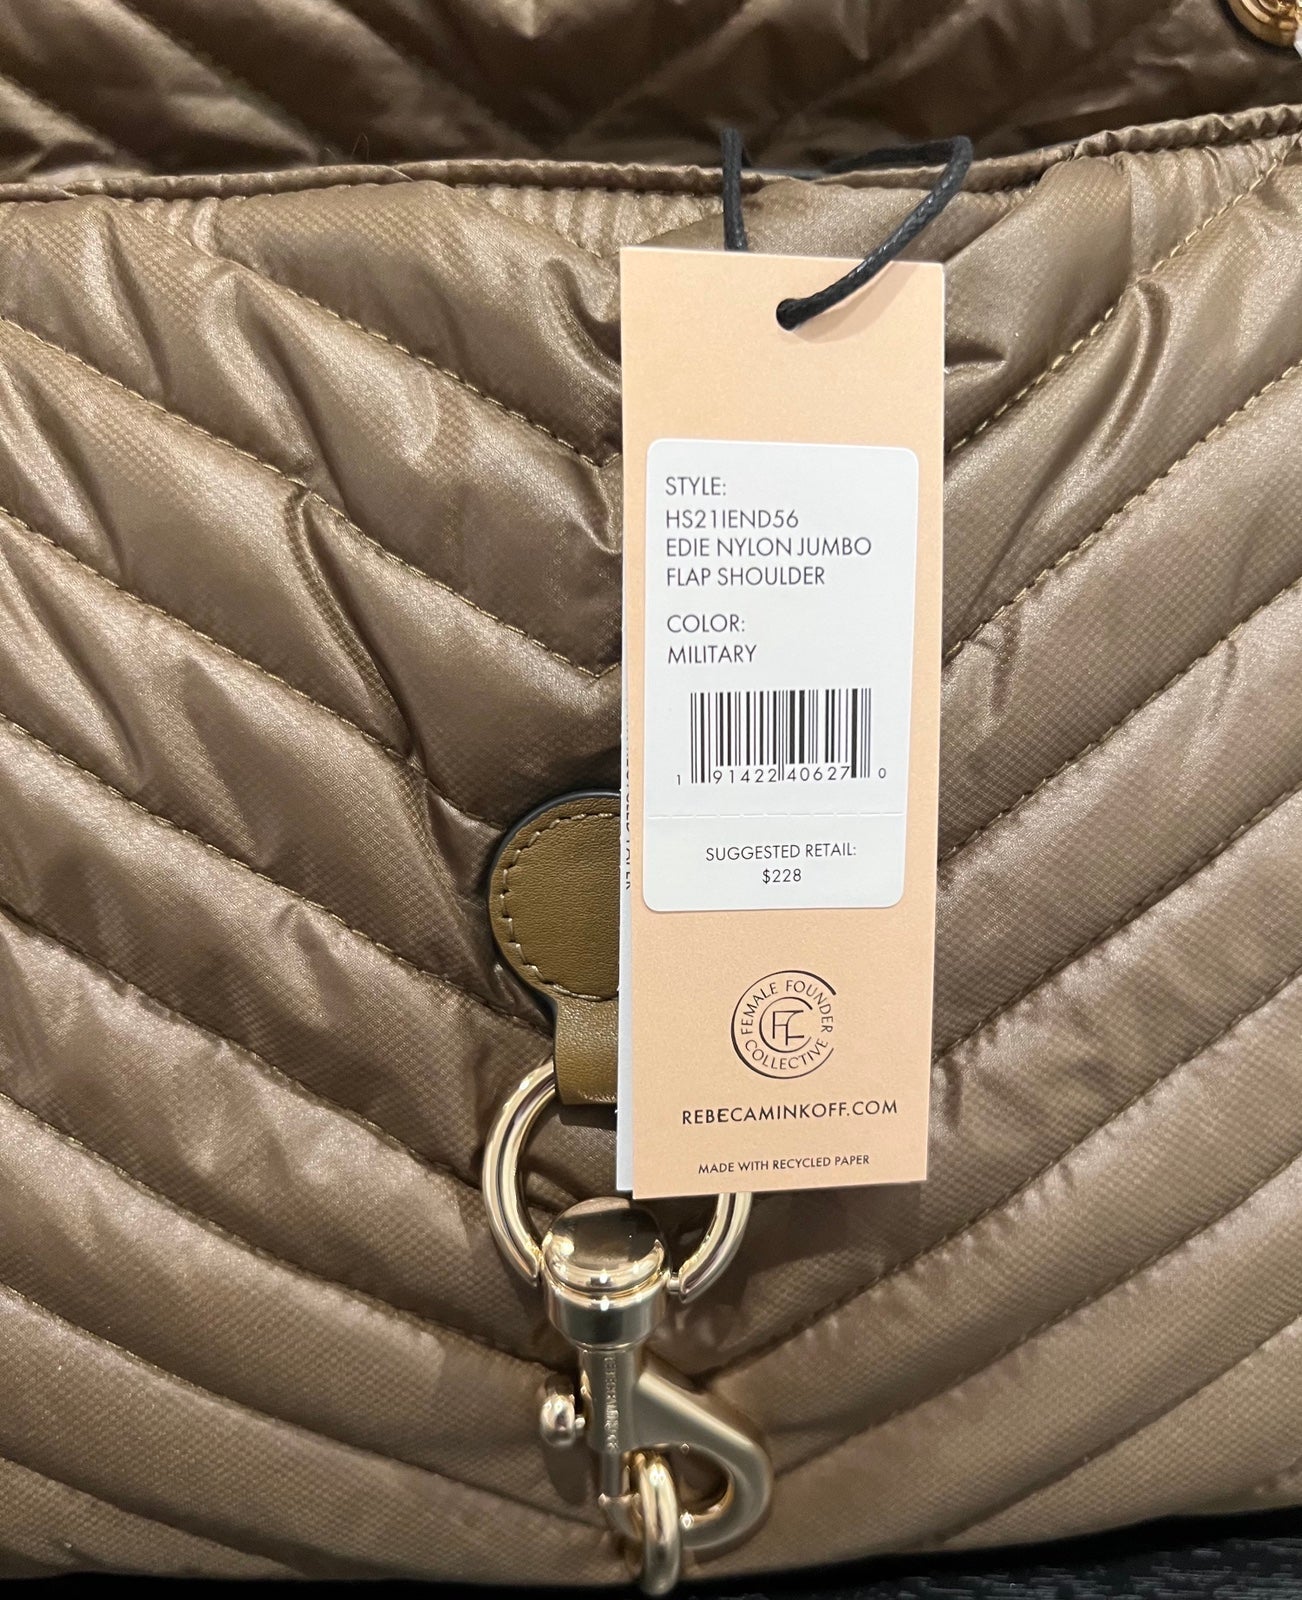 STYLE:
HS21IEND56
EDIE NYLON JUMBO
FLAP SHOULDER
COLOR:
MILITARY
1 91422 40627 0
SUGGESTED RETAIL:
$228
FEMALE FOUNDER
COLLECTIVE
REBECAMINKOFF.COM
MADE WITH RECYCLED PAPER